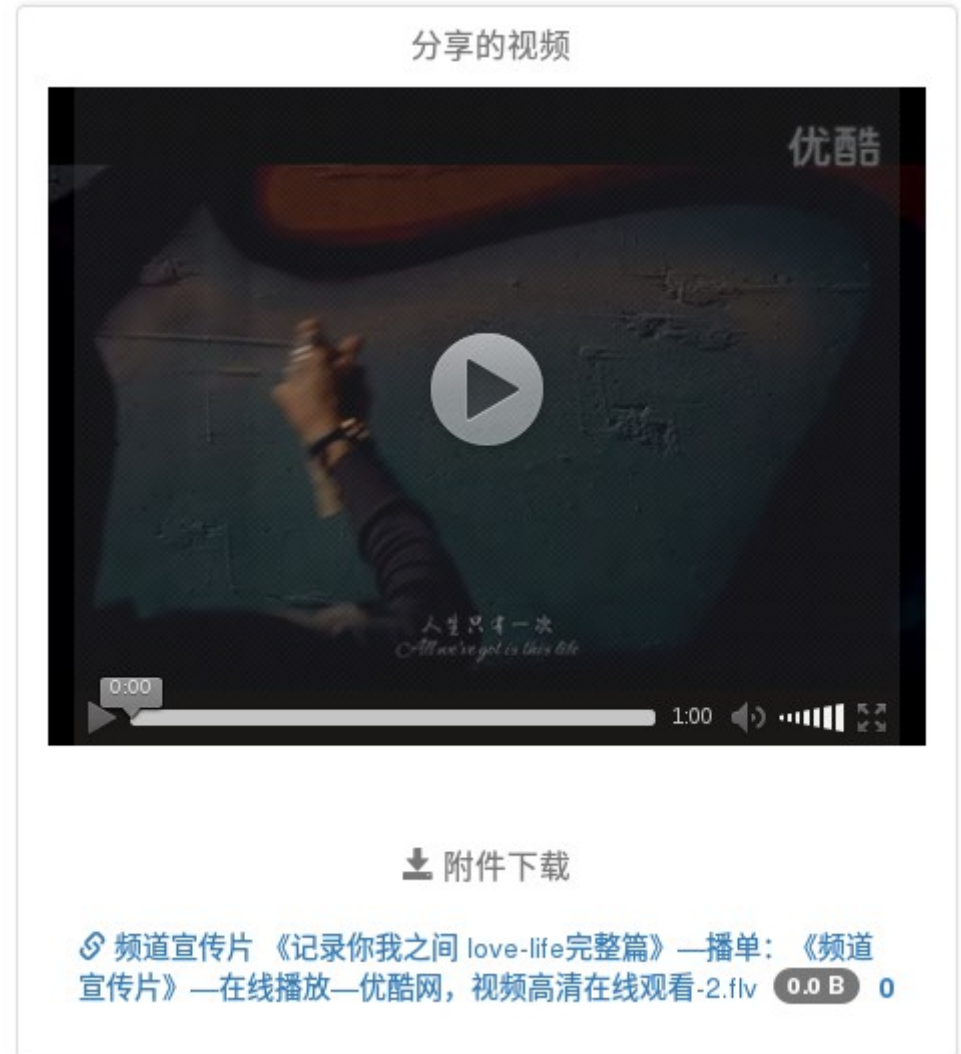 分享的视频
优酷
人生只有一次
All we've got is this life
0:00
1:00
附件下载
频道宣传片 《记录你我之间 love-life完整篇》—播单： 《频道
宣传片》—在线播放—优酷网，视频高清在线观看-2.flv 0.0 B 0